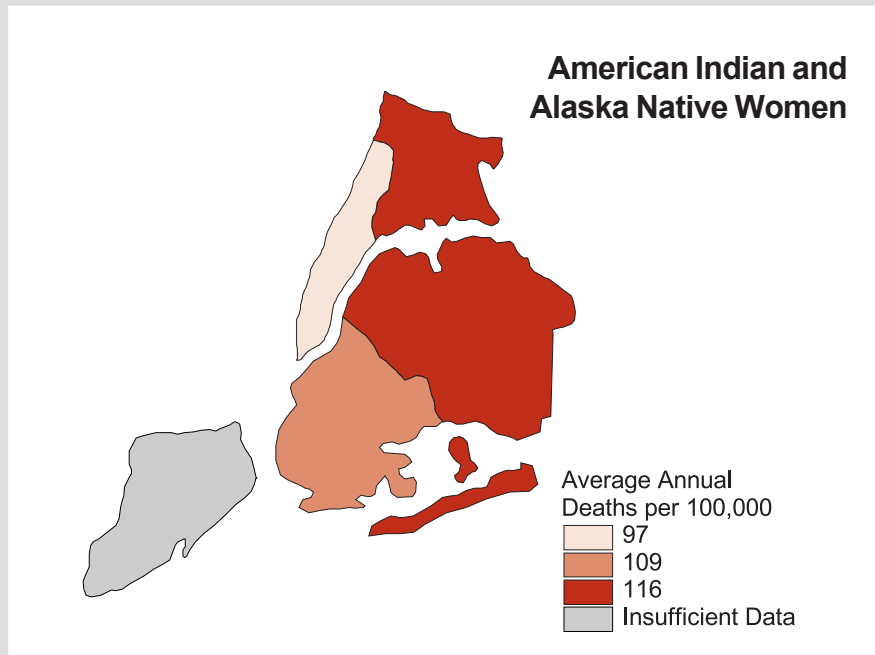 American Indian and
Alaska Native Women
Average Annual
Deaths per 100,000
97
109
116
Insufficient Data